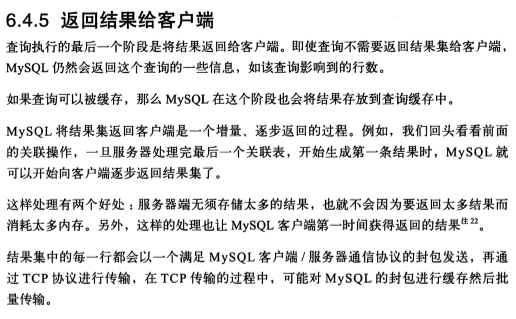 6.4.5 返回结果给客户端
查询执行的最后一个阶段是将结果返回给客户端。即使查询不需要返回结果集给客户端，
MySQL 仍然会返回这个查询的一些信息，如该查询影响到的行数。
如果查询可以被缓存，那么 MySQL 在这个阶段也会将结果存放到查询缓存中。
MySQL 将结果集返回客户端是一个增量、逐步返回的过程。例如，我们回头看看前面
的关联操作，一旦服务器处理完最后一个关联表，开始生成第一条结果时，MySQL 就
可以开始向客户端逐步返回结果集了。
这样处理有两个好处：服务器端无须存储太多的结果，也就不会因为要返回太多结果而
消耗太多内存。另外，这样的处理也让 MySQL 客户端第一时间获得返回的结果注22。
结果集中的每一行都会以一个满足 MySQL 客户端 / 服务器通信协议的封包发送，再通
过 TCP 协议进行传输，在 TCP 传输的过程中，可能对 MySQL 的封包进行缓存然后批
量传输。